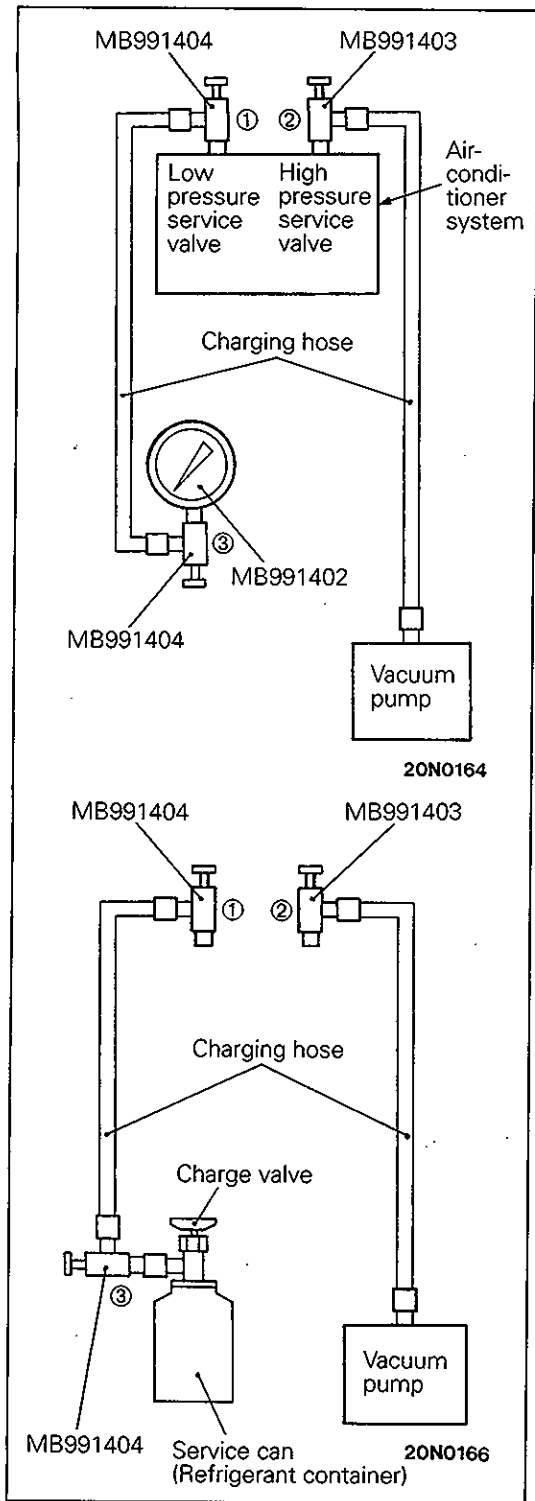 MB991404
MB991403
①
②
Low
pressure
service
valve
High
pressure
service
valve
Air-
condi-
tioner
system
Charging hose
③
MB991402
MB991404
Vacuum
pump
20N0164
MB991404
MB991403
①
②
Charging hose
Charge valve
③
MB991404
Service can
(Refrigerant container)
Vacuum
pump
20N0166